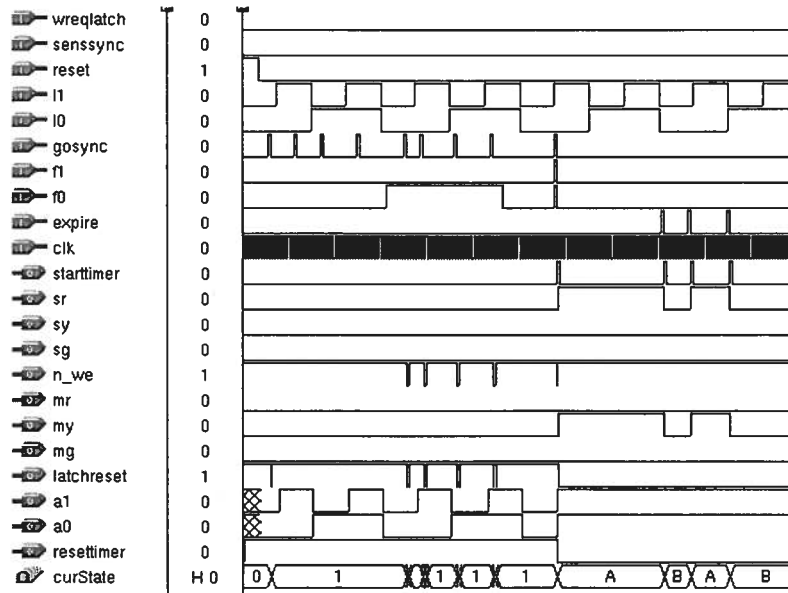 wreqlatch 0
senssync 0
reset 1
l1 0
l0 0
gosync 0
f1 0
f0 0
expire 0
clk 0
starttimer 0
sr 0
sy 0
sg 0
n_we 1
mr 0
my 0
mg 0
latchreset 1
a1 0
a0 0
resettimer 0
curState H 0 0 1 1 1 1 A B A B